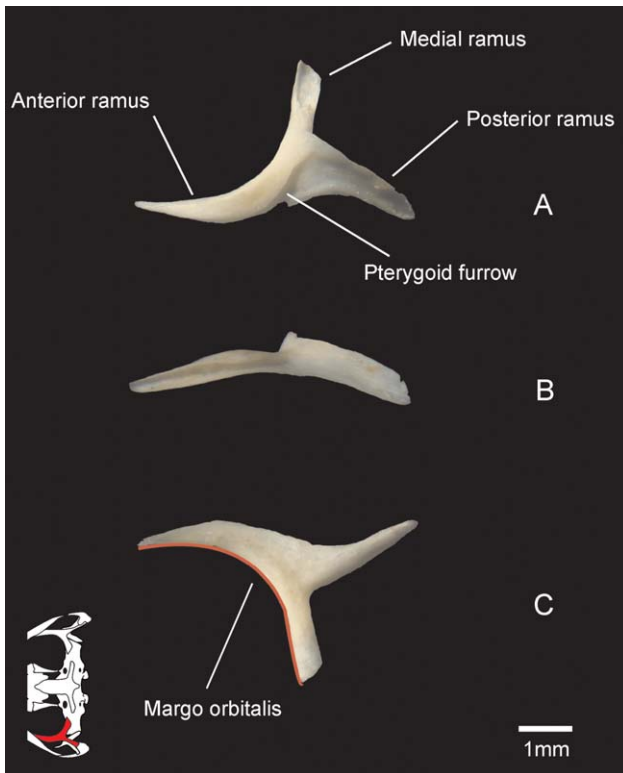 Medial ramus
Anterior ramus
Posterior ramus
A
Pterygoid furrow
B
C
Margo orbitalis
1mm